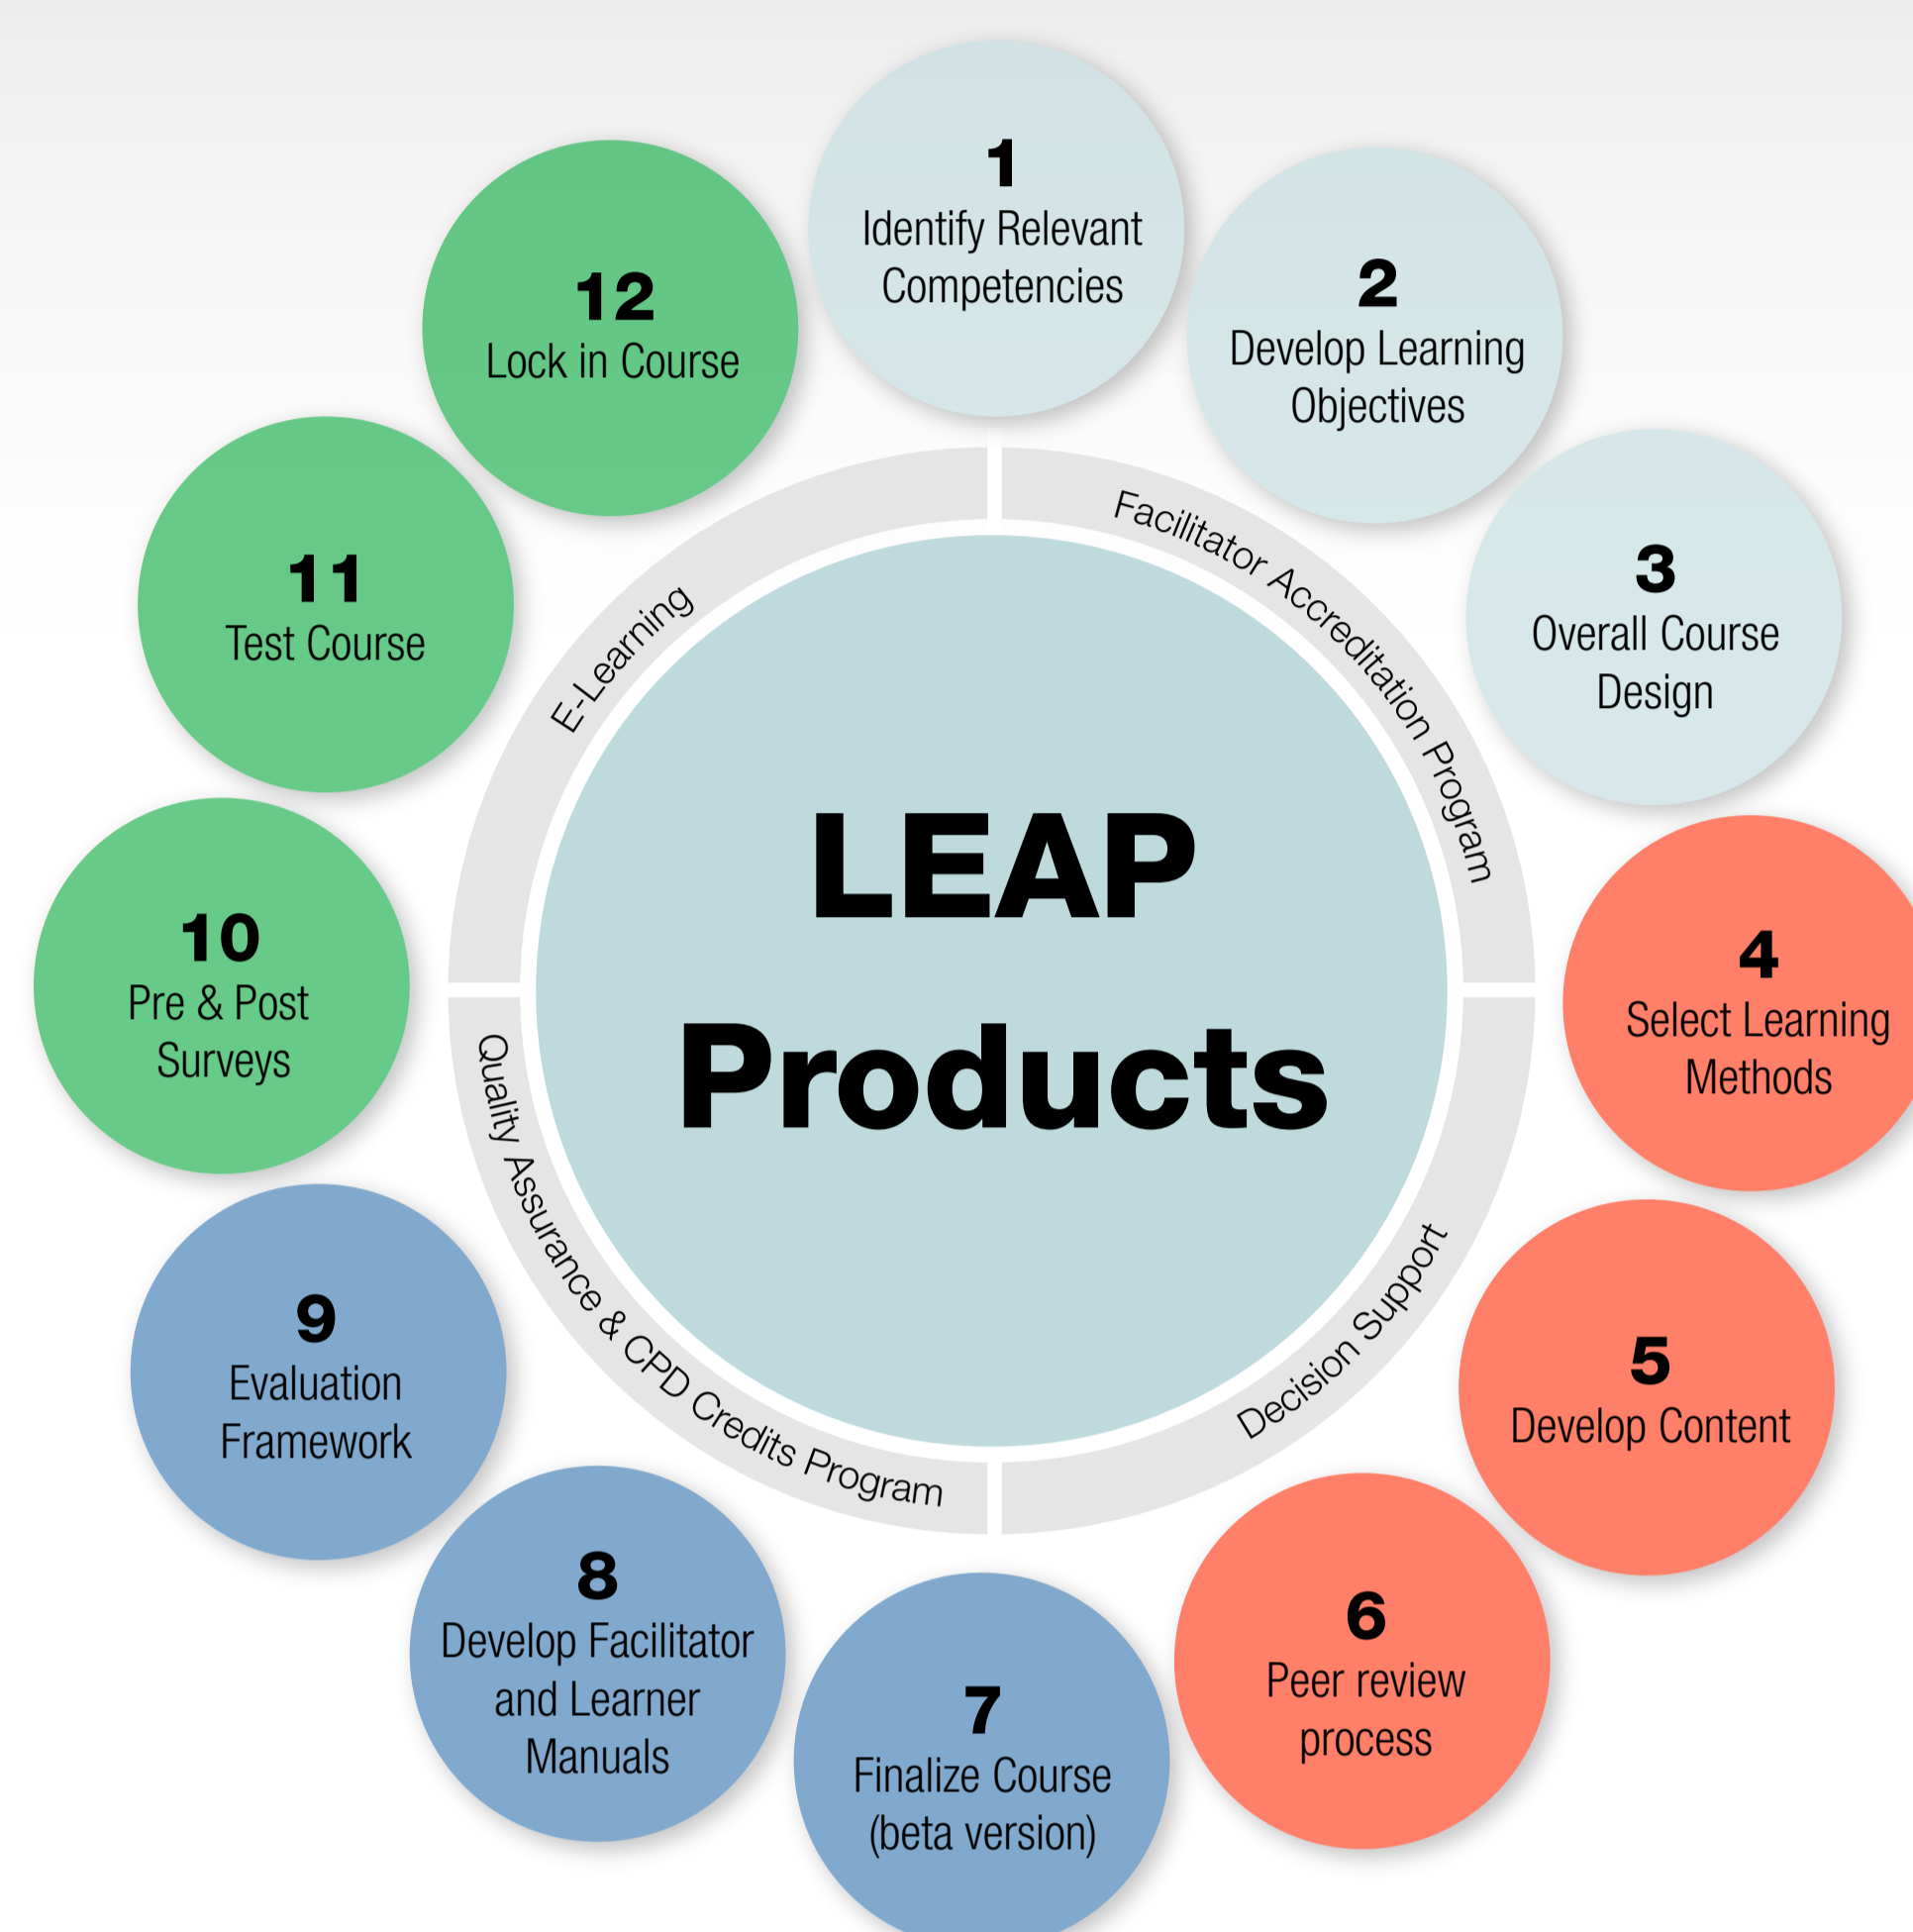 1
Identify Relevant
Competencies
2
Develop Learning
Objectives
3
Overall Course
Design
4
Select Learning
Methods
5
Develop Content
6
Peer review
process
7
Finalize Course
(beta version)
8
Develop Facilitator
and Learner
Manuals
9
Evaluation
Framework
10
Pre & Post
Surveys
11
Test Course
12
Lock in Course
Facilitator Accreditation Program
Decision Support
Quality Assurance & CPD Credits Program
E-Learning
LEAP
Products